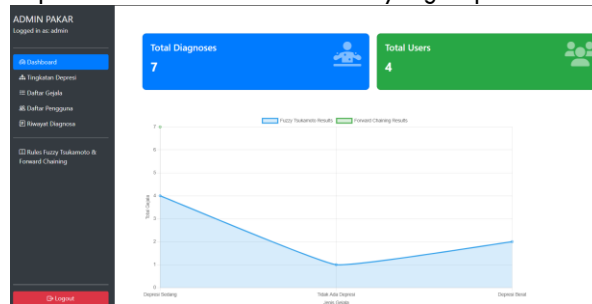 ADMIN PAKAR
Logged in as: admin
Dashboard
Tingkatan Depresi
Daftar Gejala
Daftar Pengguna
Riwayat Diagnosa
Rules Fuzzy Tsukamoto &
Forward Chaining
Logout
Total Diagnoses
7
Total Users
4
Fuzzy Tsukamoto Results
Forward Chaining Results
7
6
5
4
3
2
1
0
Total Gejala
Depresi Sedang
Tidak Ada Depresi
Depresi Berat
Jenis Gejala